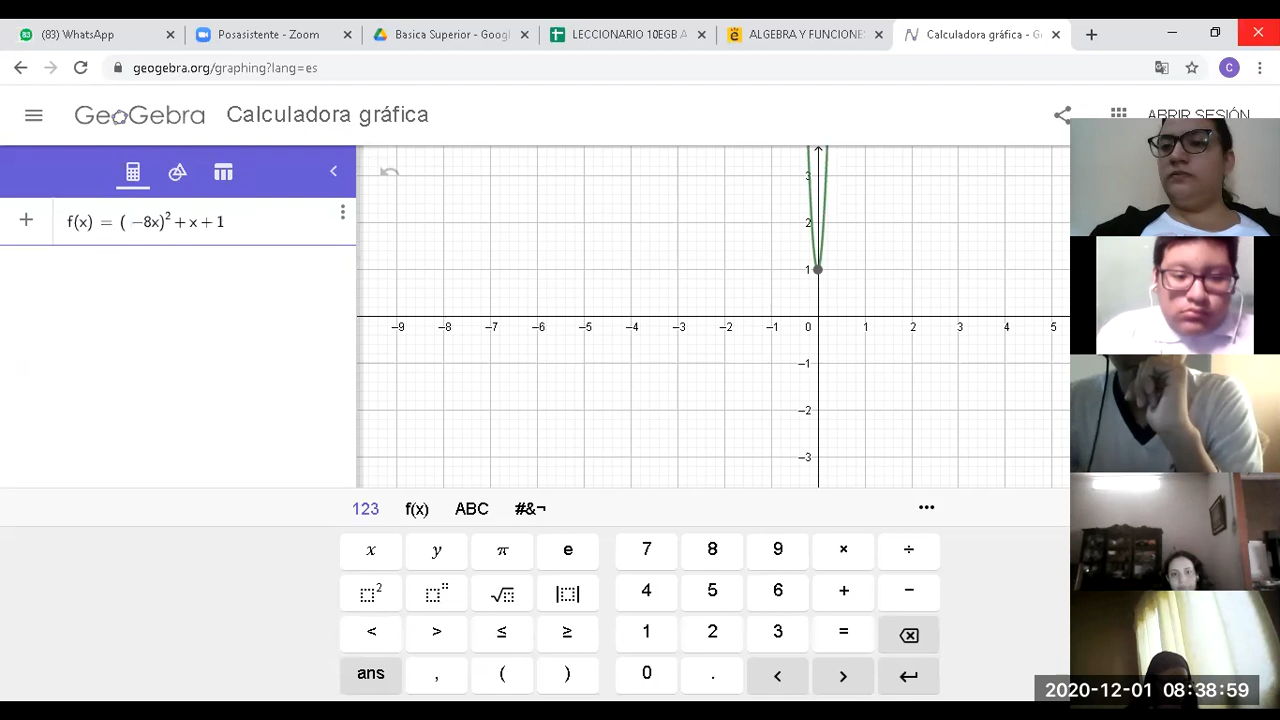 (83) WhatsApp
Posasistente - Zoom
Basica Superior - Googl
LECCIONARIO 10EGB A
ALGEBRA Y FUNCIONE
Calculadora gráfica - G
geogebra.org/graphing?lang=es
C
GeoGebra Calculadora gráfica
ABRIR SESIÓN
f(x) = ( −8x)² + x + 1
3
2
1
−9 −8 −7 −6 −5 −4 −3 −2 −1 0 1 2 3 4 5
−1
−2
−3
123 f(x) ABC #&¬ •••
x y π e 7 8 9 × ÷
2 4 5 6 + −
< > ≤ ≥ 1 2 3 =
ans , ( ) 0 . < >
2020-12-01 08:38:59